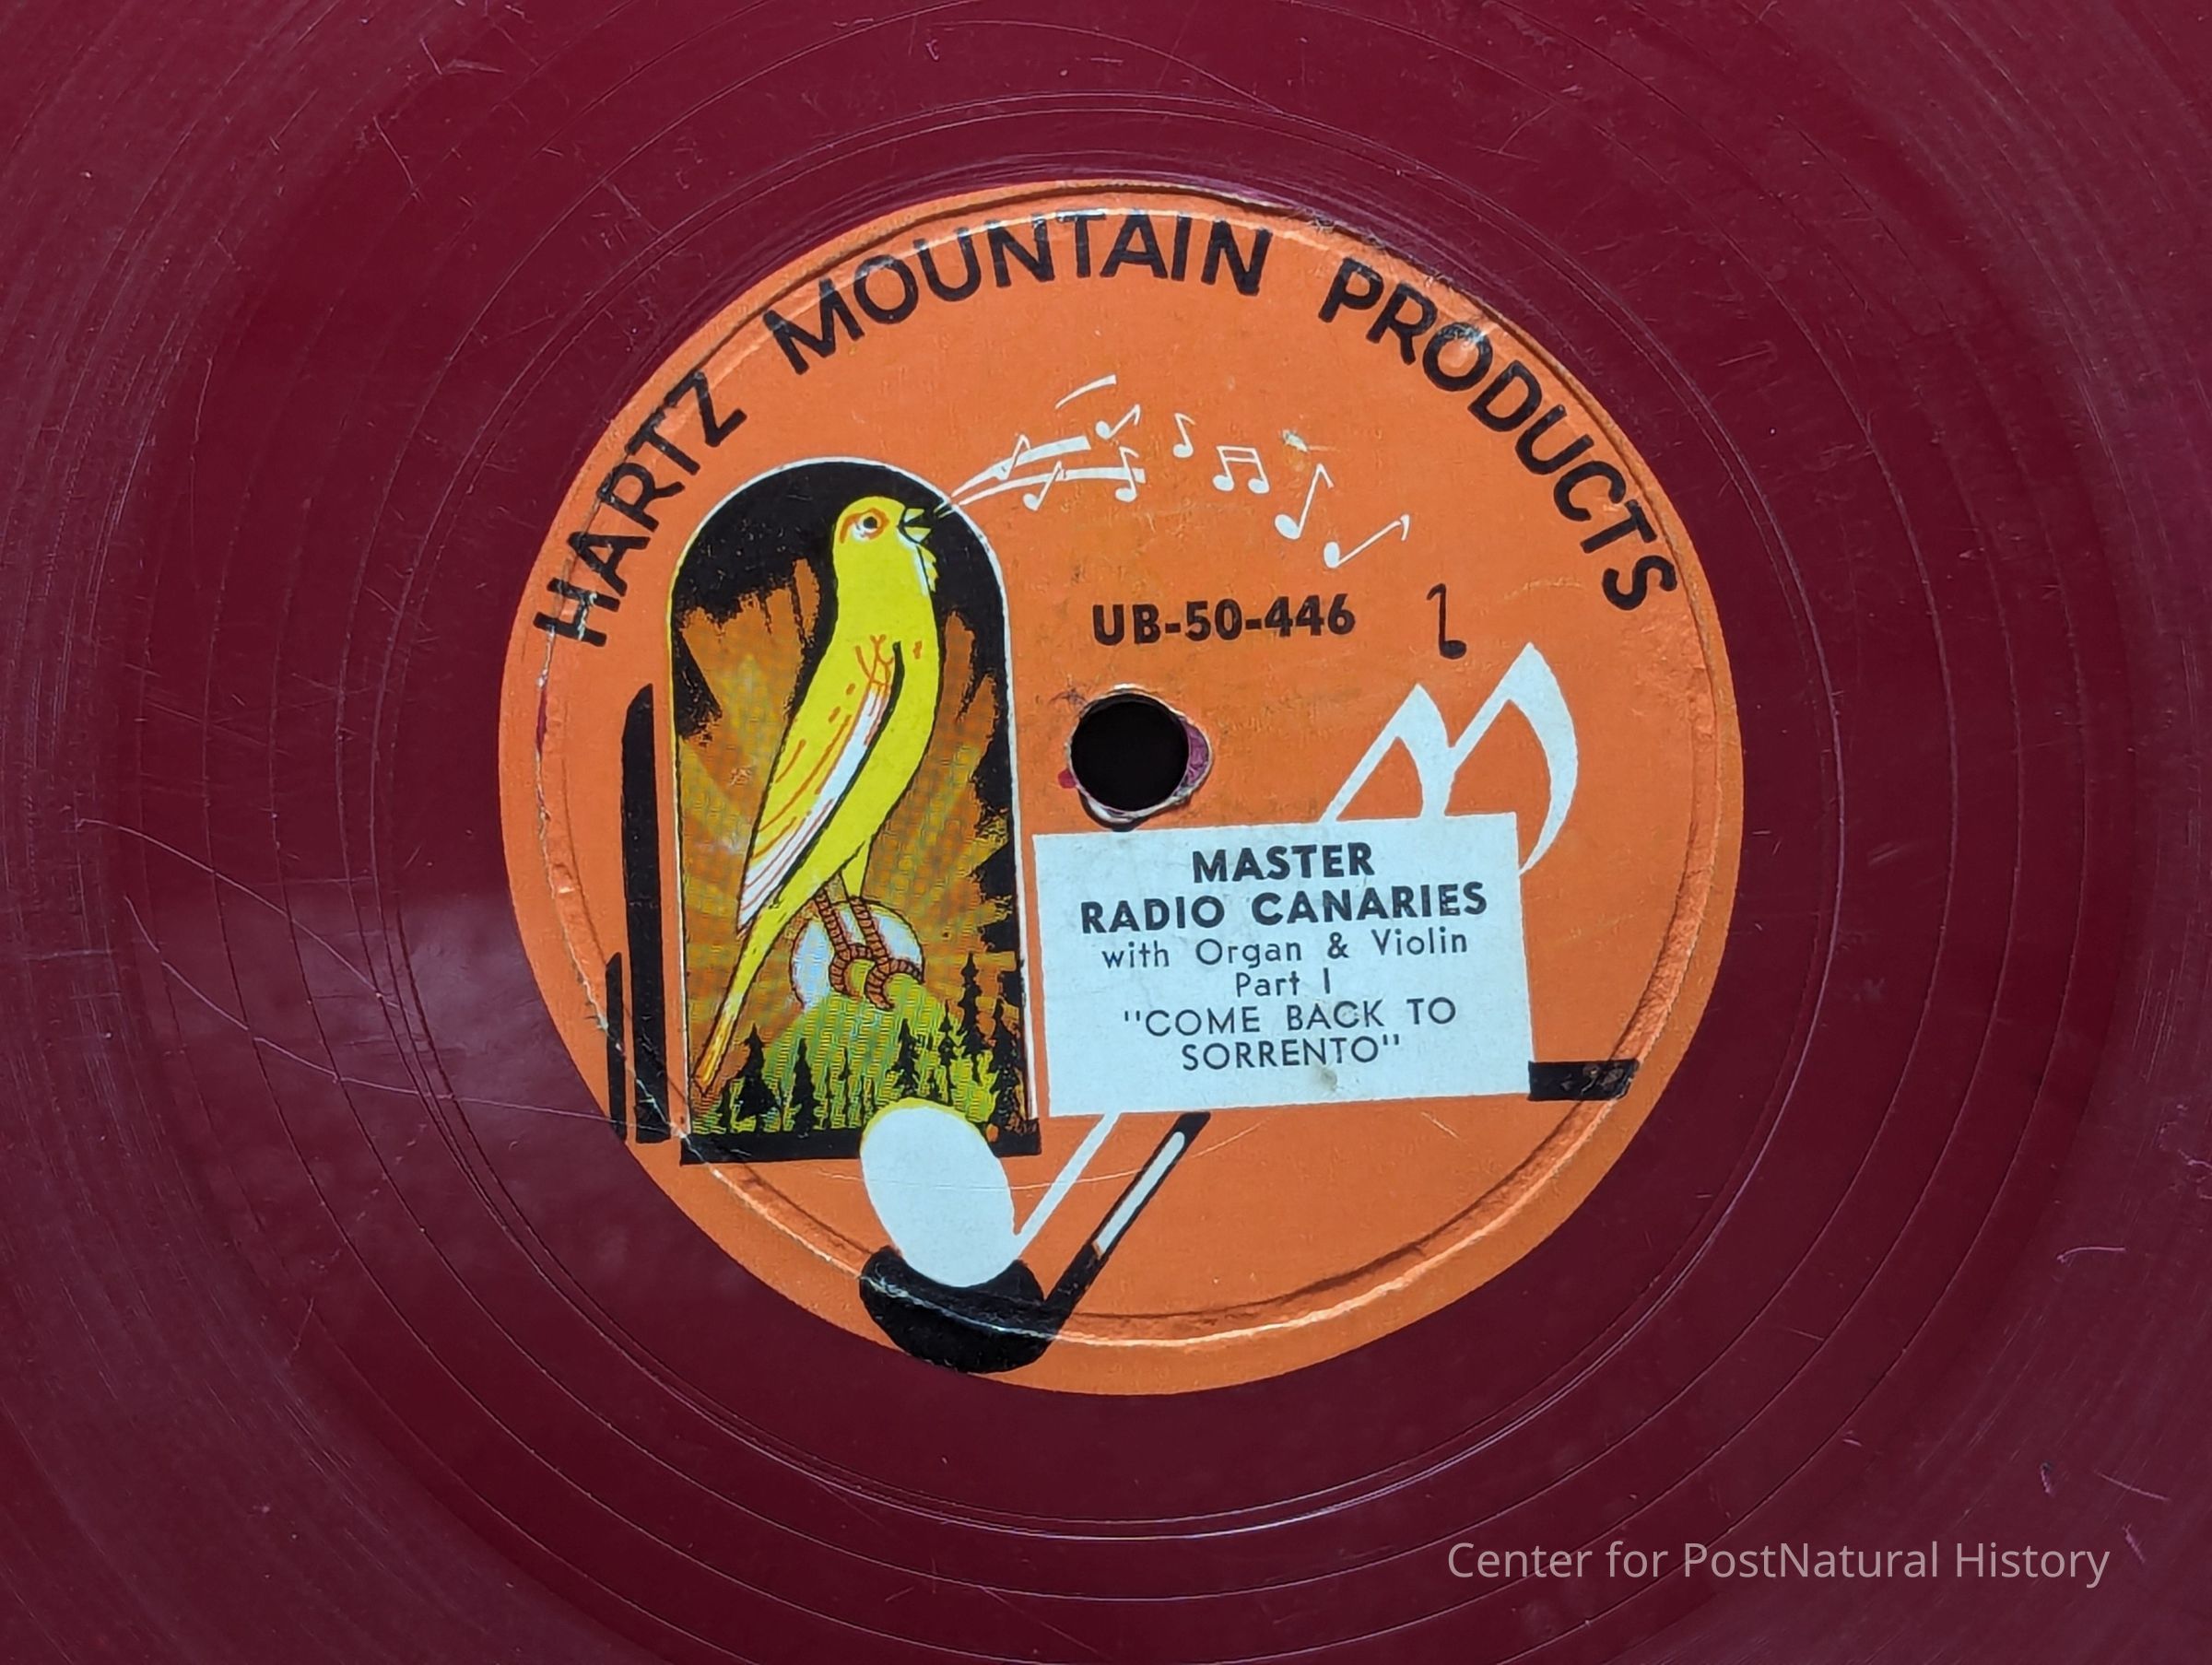 HARTZ MOUNTAIN PRODUCTS
UB-50-446
MASTER
RADIO CANARIES
with Organ & Violin
Part I
"COME BACK TO
SORRENTO"
Center for PostNatural History